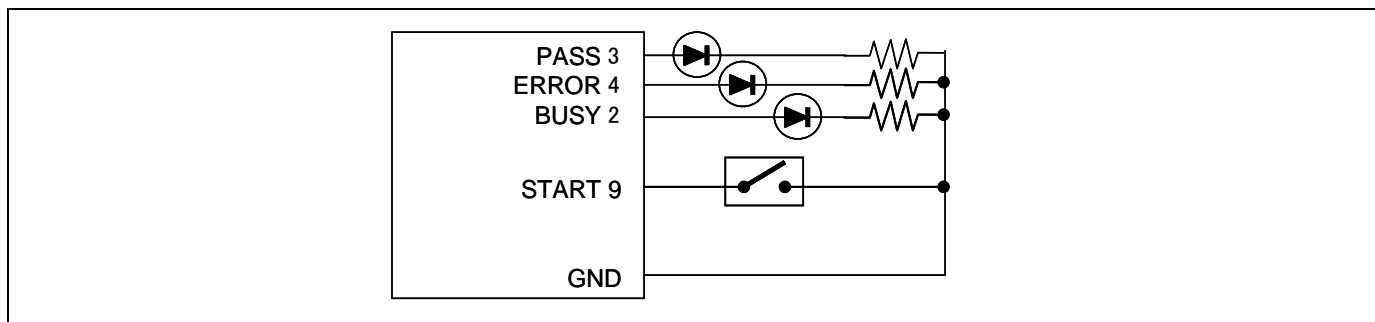 PASS 3
ERROR 4
BUSY 2
START 9
GND